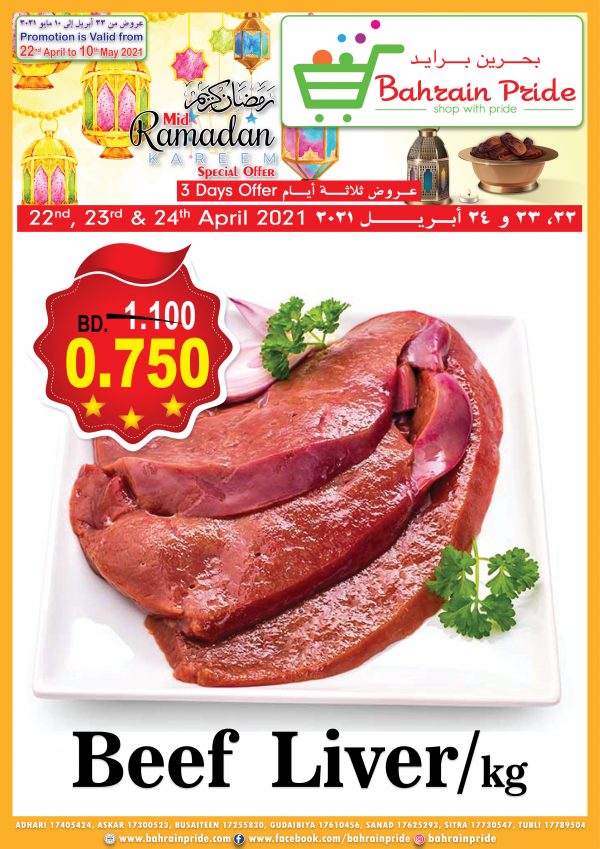 عروض من ٢٢ أبريل إلى ١٠ مايو ٢٠٢١
Promotion is Valid from
22nd April to 10th May 2021
رمضان كريم
Mid
Ramadan
KAREEM
Special Offer
بحرين برايد
Bahrain Pride
shop with pride
3 Days Offer عروض ثلاثة أيام
22nd, 23rd & 24th April 2021 ٢٢، ٢٣ و ٢٤ أبريل ٢٠٢١
BD. 1.100
0.750
Beef Liver/kg
ADHARI 17405424, ASKAR 17300523, BUSAITEEN 17255830, GUDAIBIYA 17610456, SANAD 17625293, SITRA 17730547, TUBLI 17789504
www.bahrainpride.com www.facebook.com/bahrainpride bahrainpride